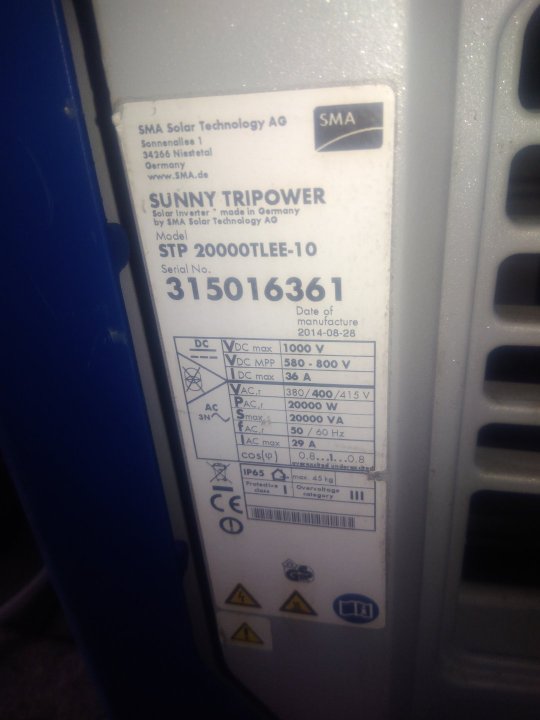 SMA Solar Technology AG
Sonnenallee 1
34266 Niestetal
Germany
www.SMA.de
SMA
SUNNY TRIPOWER
Solar Inverter " made in Germany
by SMA Solar Technology AG
Model
STP 20000TLEE-10
Serial No.
315016361
Date of
manufacture
2014-08-28
DC VDC max 1000 V
VDC MPP 580 - 800 V
IDC max 36 A
VAC,r 380/400/415 V
AC PAC,r 20000 W
3N Smax 20000 VA
fAC,r 50 / 60 Hz
IAC max 29 A
cos(φ) 0.8...1...0.8
overexcited underexcited
IP65 max. 45 kg
Protective class I Overvoltage category III
CE
GS